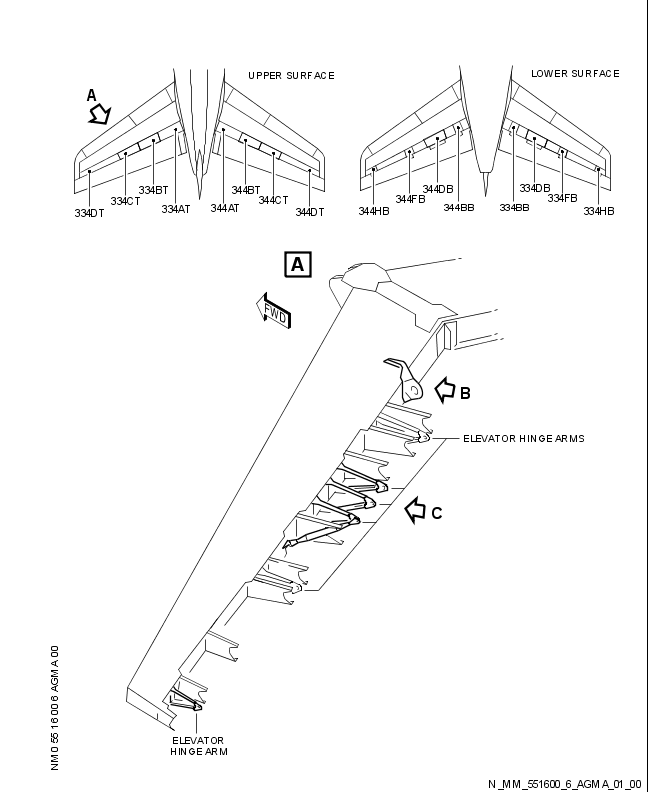 UPPER SURFACE
LOWER SURFACE
A
334DT
334CT
334BT
334AT
344AT
344BT
344CT
344DT
344HB
344FB
344DB
344BB
334BB
334DB
334FB
334HB
A
FWD
B
ELEVATOR HINGE ARMS
C
ELEVATOR
HINGE ARM
NM0 55 16 00 6 AGMA 00
N_MM_551600_6_AGMA_01_00